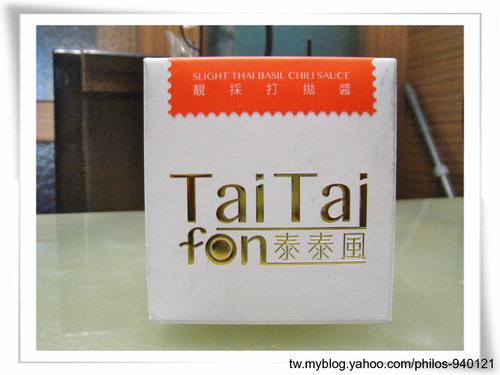 SLIGHT THAI BASIL CHILI SAUCE
靚採打拋醬
TaiTai
fon泰泰風
tw.myblog.yahoo.com/philos-940121